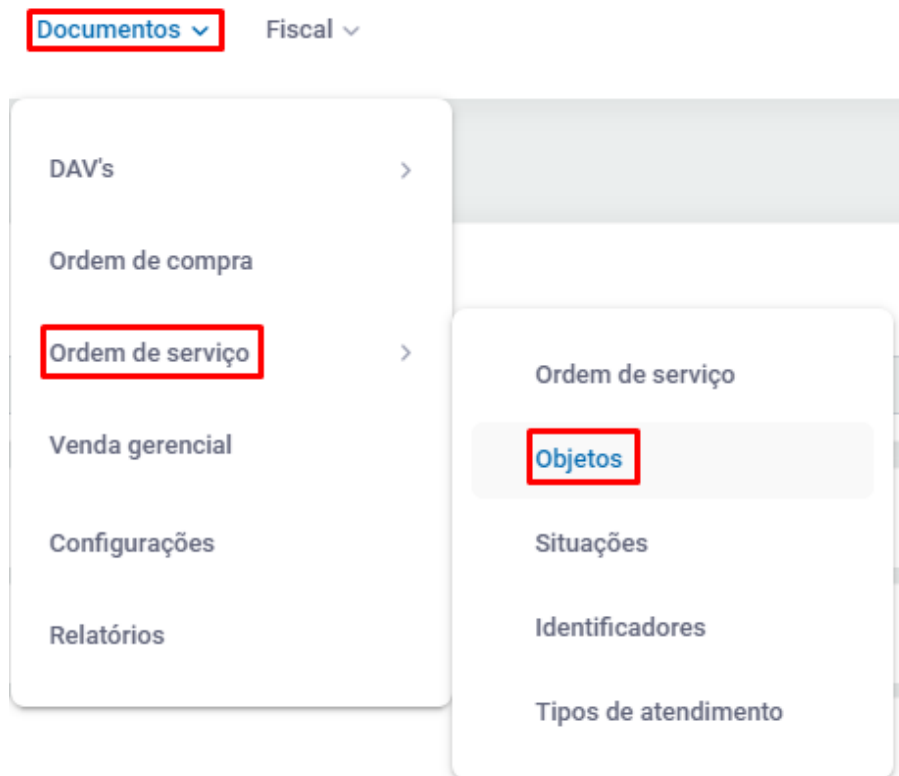 Documentos
Fiscal
DAV's
Ordem de compra
Ordem de serviço
Venda gerencial
Configurações
Relatórios
Ordem de serviço
Objetos
Situações
Identificadores
Tipos de atendimento